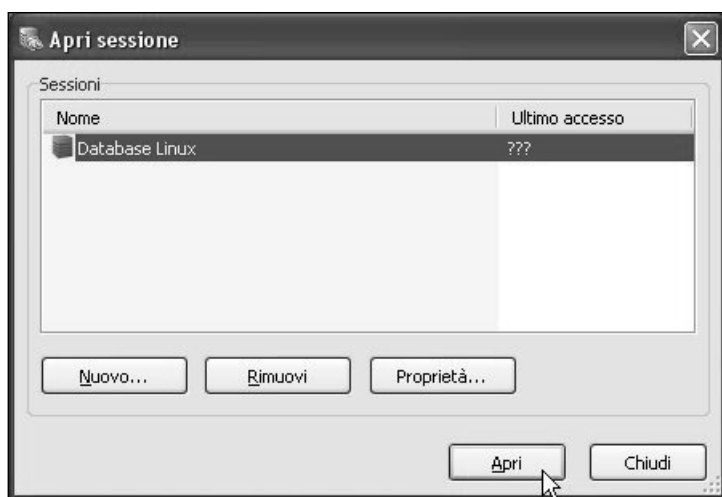 Apri sessione
Sessioni
Nome Ultimo accesso
Database Linux ???
Nuovo... Rimuovi Proprietà...
Apri Chiudi